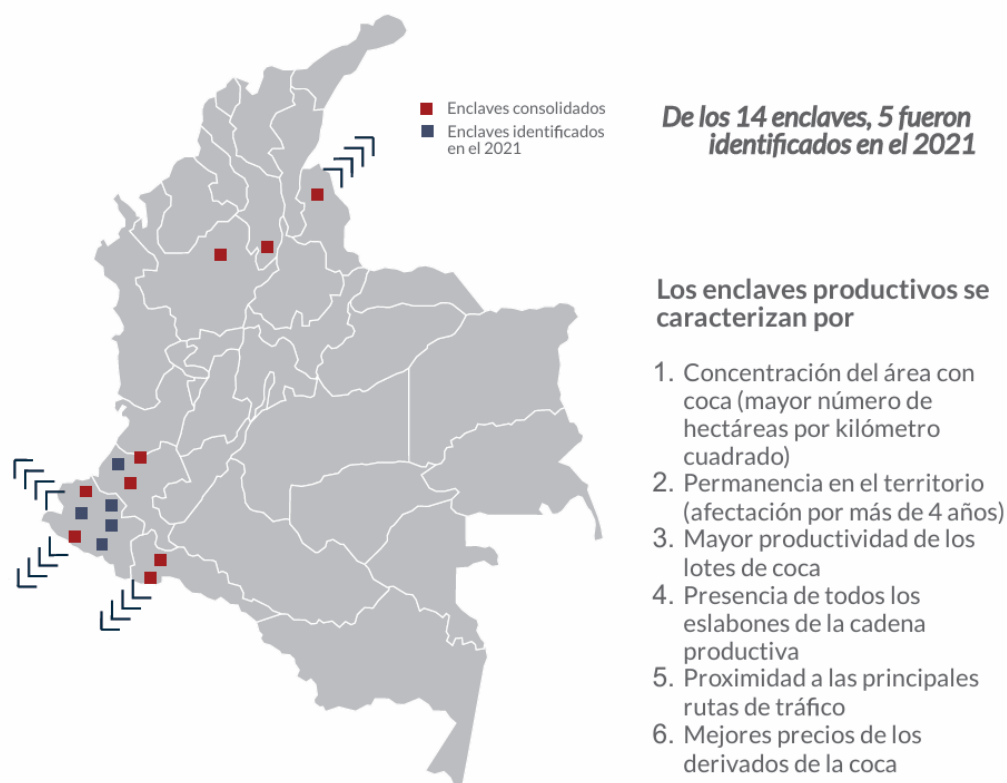 Enclaves consolidados
Enclaves identificados
en el 2021
De los 14 enclaves, 5 fueron
identificados en el 2021
Los enclaves productivos se
caracterizan por
1. Concentración del área con
coca (mayor número de
hectáreas por kilómetro
cuadrado)
2. Permanencia en el territorio
(afectación por más de 4 años)
3. Mayor productividad de los
lotes de coca
4. Presencia de todos los
eslabones de la cadena
productiva
5. Proximidad a las principales
rutas de tráfico
6. Mejores precios de los
derivados de la coca